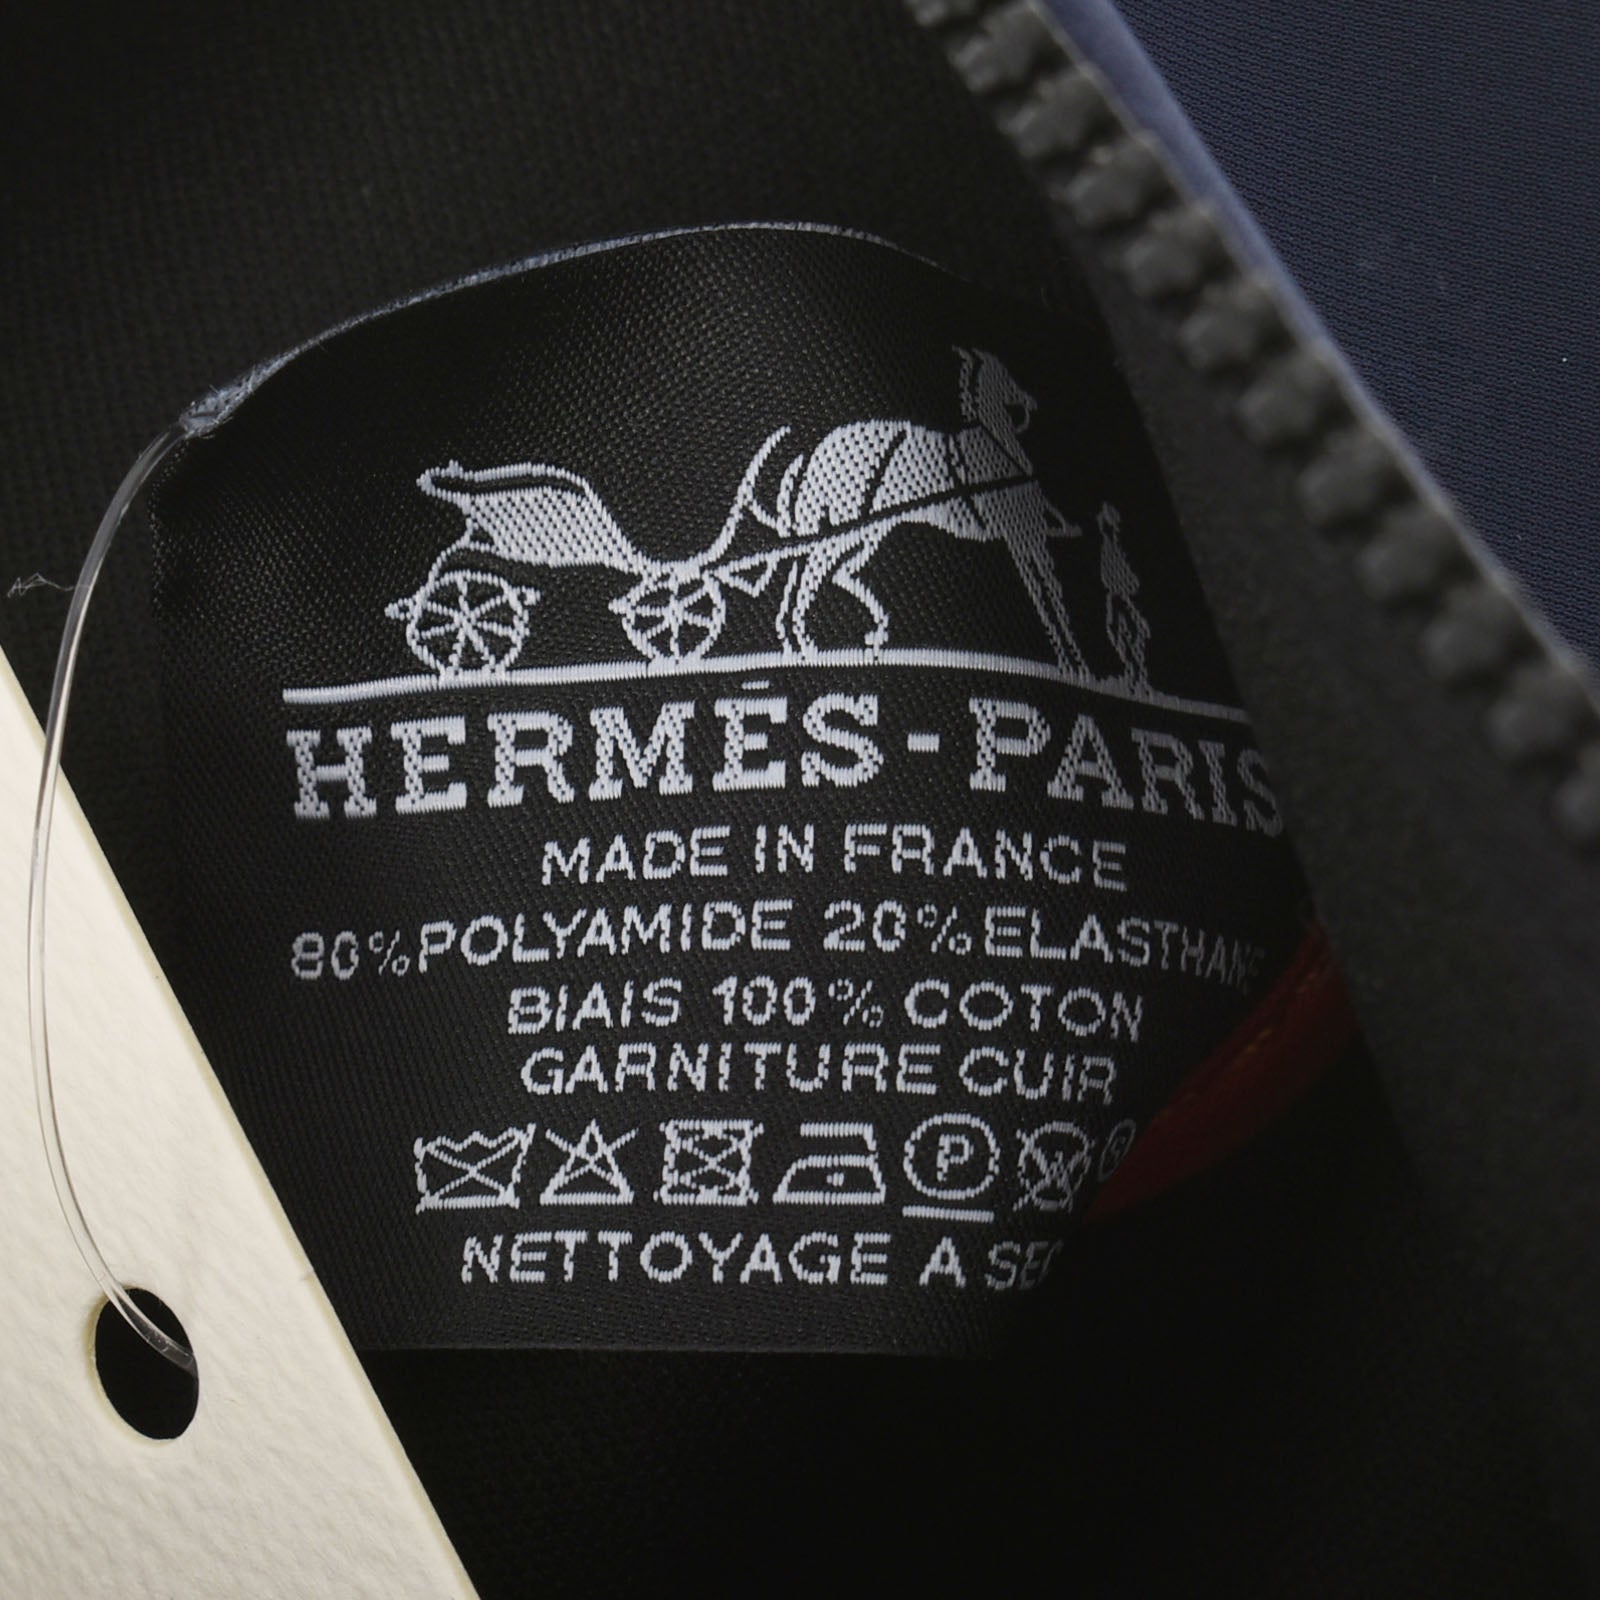 HERMÈS-PARIS
MADE IN FRANCE
80%POLYAMIDE 20%ELASTHANE
BIAIS 100% COTON
GARNITURE CUIR
P
NETTOYAGE A SEC